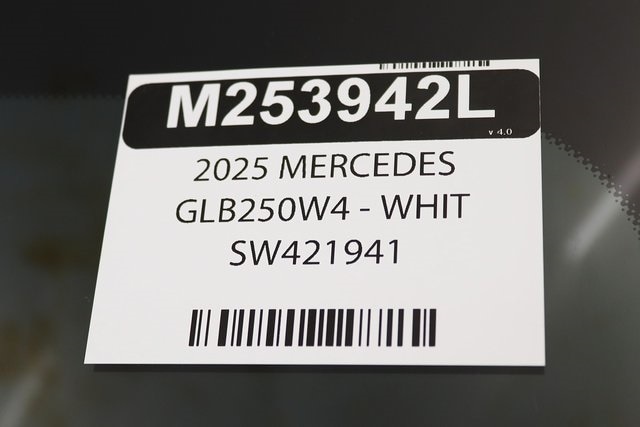 M253942L
v 4.0
2025 MERCEDES
GLB250W4 - WHIT
SW421941